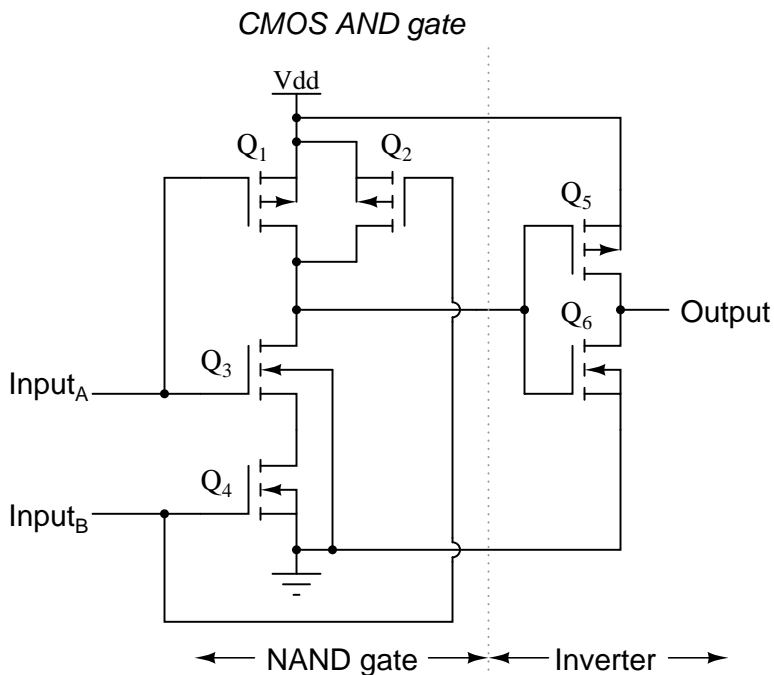 CMOS AND gate
Vdd
Q1
Q2
Q5
Q6
Output
Q3
InputA
Q4
InputB
NAND gate
Inverter